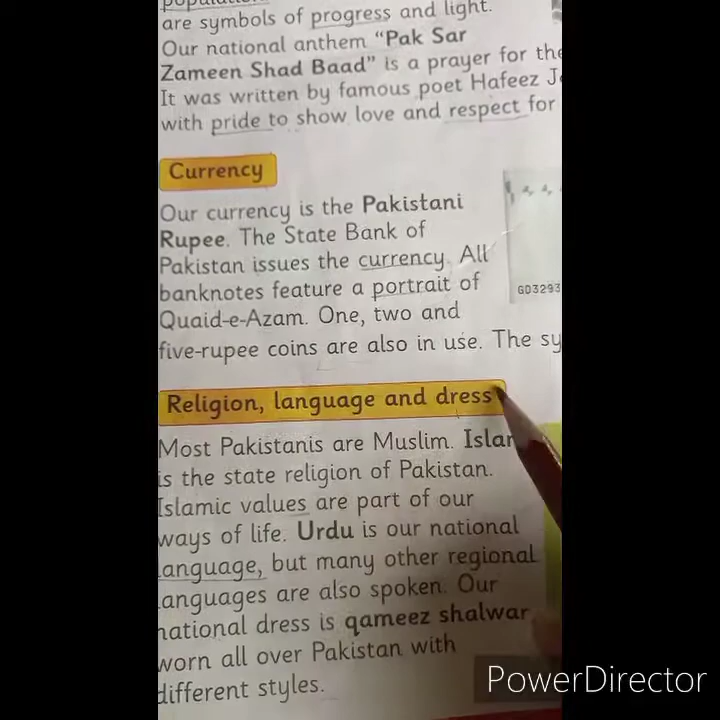 are symbols of progress and light.
Our national anthem “Pak Sar
Zameen Shad Baad” is a prayer for the
It was written by famous poet Hafeez J
with pride to show love and respect for
Currency
Our currency is the Pakistani
Rupee. The State Bank of
Pakistan issues the currency. All
banknotes feature a portrait of
Quaid-e-Azam. One, two and
five-rupee coins are also in use. The sy
GD3293
Religion, language and dress
Most Pakistanis are Muslim. Islam
is the state religion of Pakistan.
Islamic values are part of our
ways of life. Urdu is our national
language, but many other regional
languages are also spoken. Our
national dress is qameez shalwar
worn all over Pakistan with
different styles.
PowerDirector